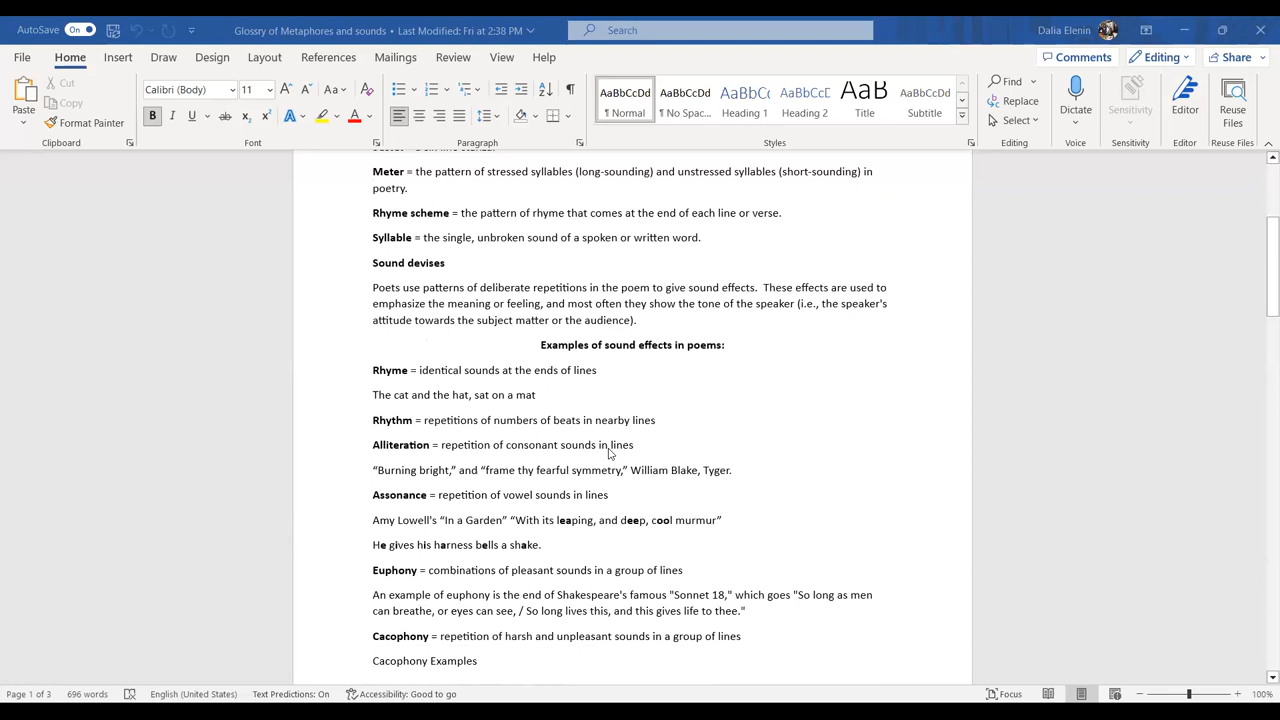 AutoSave On Glossry of Metaphores and sounds • Last Modified: Fri at 2:38 PM Search Dalia Elenin
File Home Insert Draw Design Layout References Mailings Review View Help Comments Editing Share
Paste Cut Copy Format Painter
Calibri (Body) 11
AaBbCcDd AaBbCcDd AaBbCc AaBbCcD AaB AaBbCcDd
¶ Normal ¶ No Spac... Heading 1 Heading 2 Title Subtitle
Find Replace Select Dictate Sensitivity Editor Reuse Files
Clipboard Font Paragraph Styles Editing Voice Sensitivity Editor Reuse Files
Meter = the pattern of stressed syllables (long-sounding) and unstressed syllables (short-sounding) in
poetry.
Rhyme scheme = the pattern of rhyme that comes at the end of each line or verse.
Syllable = the single, unbroken sound of a spoken or written word.
Sound devises
Poets use patterns of deliberate repetitions in the poem to give sound effects.  These effects are used to
emphasize the meaning or feeling, and most often they show the tone of the speaker (i.e., the speaker's
attitude towards the subject matter or the audience).
Examples of sound effects in poems:
Rhyme = identical sounds at the ends of lines
The cat and the hat, sat on a mat
Rhythm = repetitions of numbers of beats in nearby lines
Alliteration = repetition of consonant sounds in lines
“Burning bright,” and “frame thy fearful symmetry,” William Blake, Tyger.
Assonance = repetition of vowel sounds in lines
Amy Lowell's “In a Garden” “With its leaping, and deep, cool murmur”
He gives his harness bells a shake.
Euphony = combinations of pleasant sounds in a group of lines
An example of euphony is the end of Shakespeare's famous "Sonnet 18," which goes "So long as men
can breathe, or eyes can see, / So long lives this, and this gives life to thee."
Cacophony = repetition of harsh and unpleasant sounds in a group of lines
Cacophony Examples
Page 1 of 3 696 words English (United States) Text Predictions: On Accessibility: Good to go Focus 100%